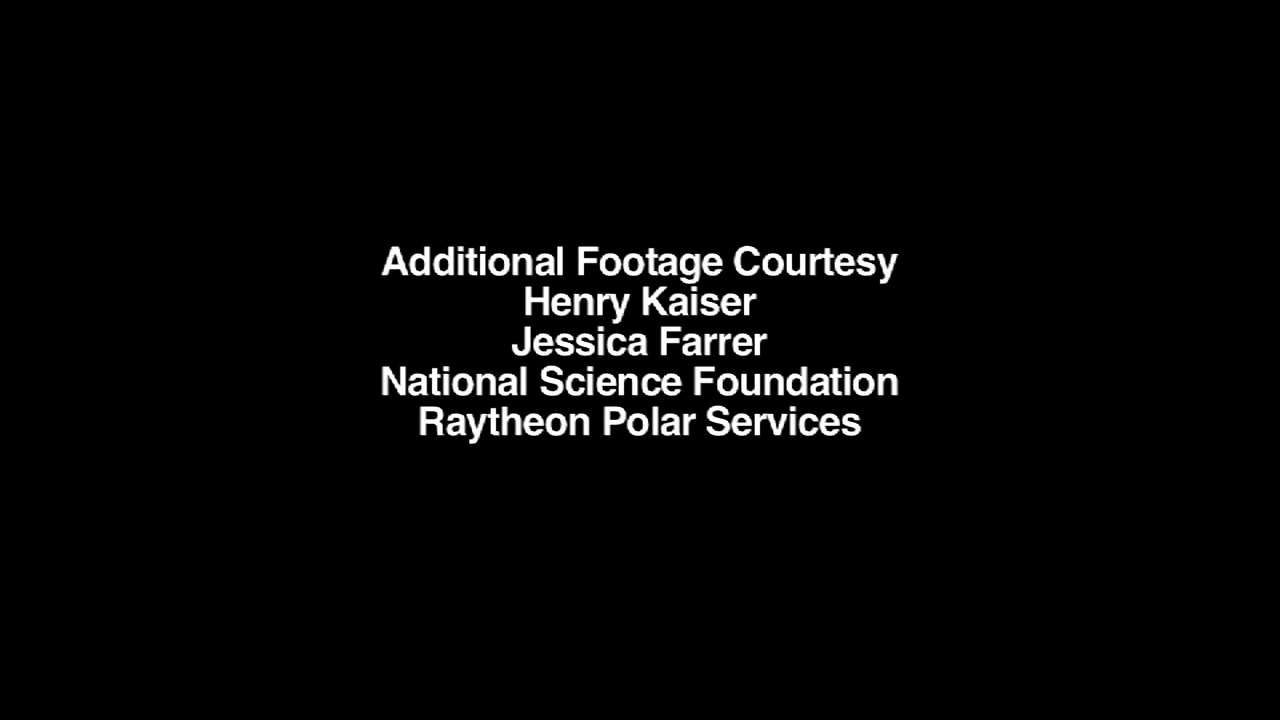 Additional Footage Courtesy
Henry Kaiser
Jessica Farrer
National Science Foundation
Raytheon Polar Services